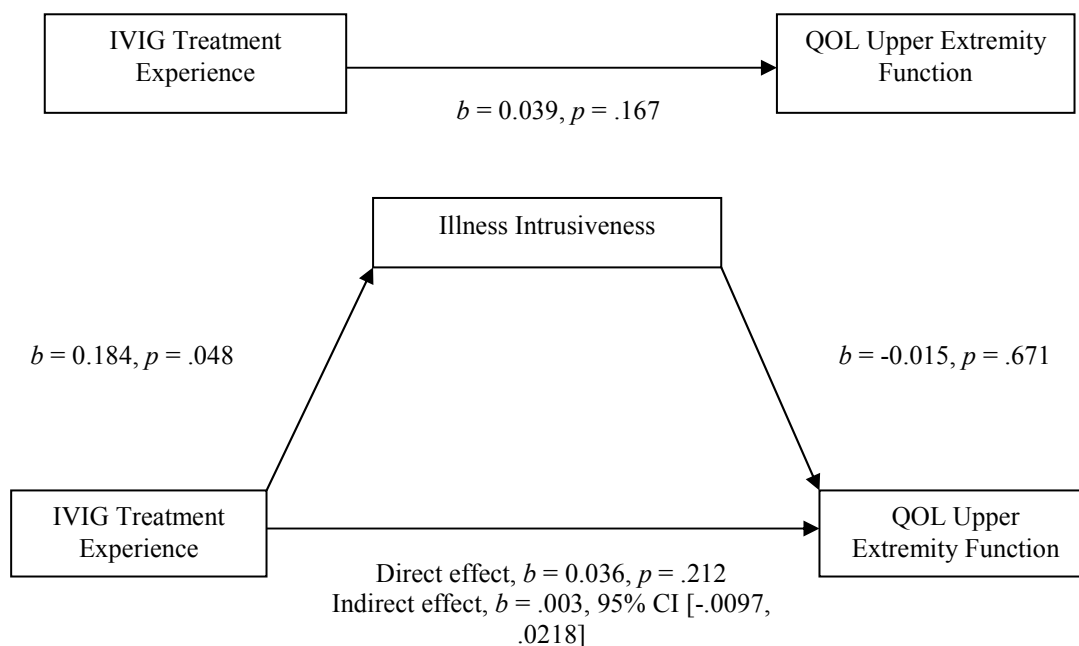 IVIG Treatment
Experience
QOL Upper Extremity
Function
b = 0.039, p = .167
Illness Intrusiveness
b = 0.184, p = .048
b = -0.015, p = .671
IVIG Treatment
Experience
QOL Upper
Extremity Function
Direct effect, b = 0.036, p = .212
Indirect effect, b = .003, 95% CI [-.0097,
.0218]